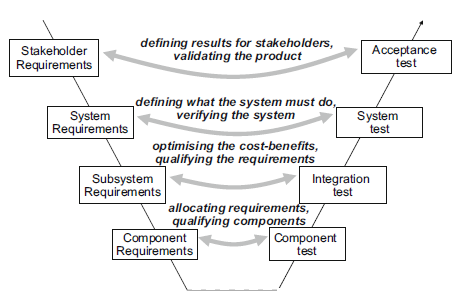 defining results for stakeholders,
validating the product
Stakeholder
Requirements
Acceptance
test
defining what the system must do,
verifying the system
System
Requirements
System
test
optimising the cost-benefits,
qualifying the requirements
Subsystem
Requirements
Integration
test
allocating requirements,
qualifying components
Component
Requirements
Component
test